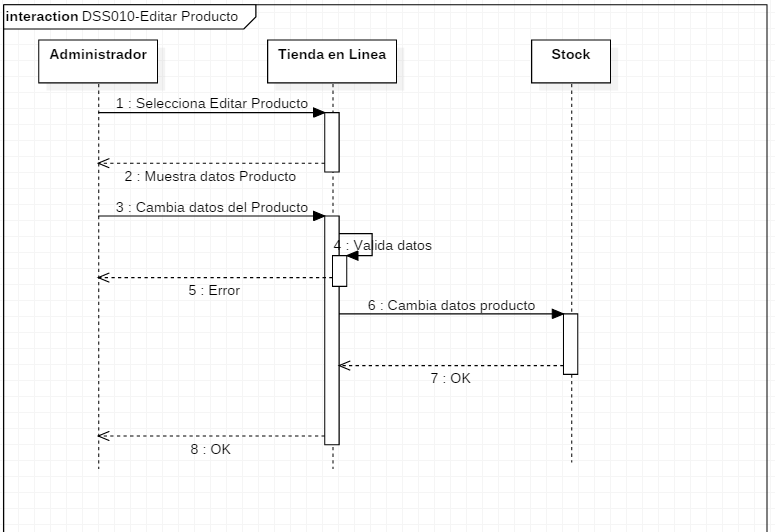 interaction DSS010-Editar Producto
Administrador
Tienda en Linea
Stock
1 : Selecciona Editar Producto
2 : Muestra datos Producto
3 : Cambia datos del Producto
4 : Valida datos
5 : Error
6 : Cambia datos producto
7 : OK
8 : OK